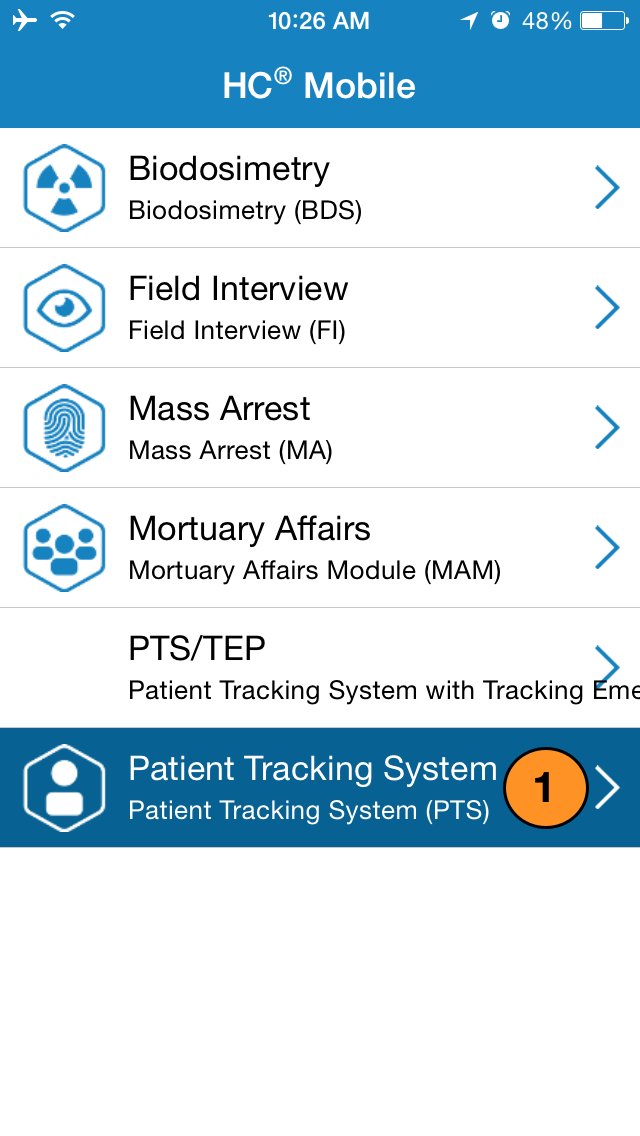 10:26 AM
48%
HC® Mobile
Biodosimetry
Biodosimetry (BDS)
Field Interview
Field Interview (FI)
Mass Arrest
Mass Arrest (MA)
Mortuary Affairs
Mortuary Affairs Module (MAM)
PTS/TEP
Patient Tracking System with Tracking Eme
Patient Tracking System
Patient Tracking System (PTS)
1